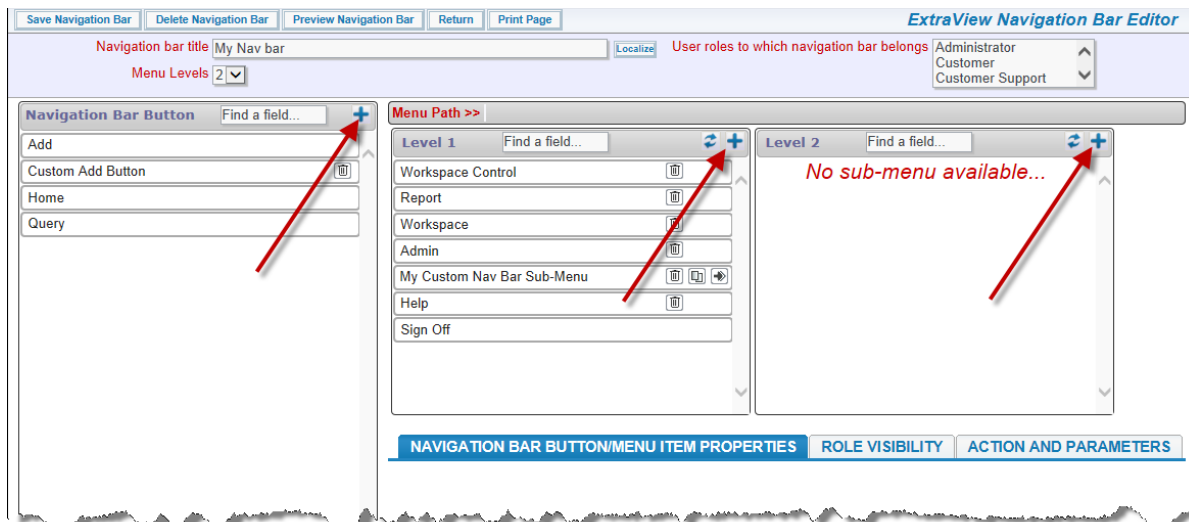 Save Navigation Bar Delete Navigation Bar Preview Navigation Bar Return Print Page ExtraView Navigation Bar Editor
Navigation bar title My Nav bar Localize User roles to which navigation bar belongs Administrator
Customer
Menu Levels 2 Customer Support
Navigation Bar Button Find a field... Menu Path >>
Add
Custom Add Button
Home
Query
Level 1 Find a field...
Workspace Control
Report
Workspace
Admin
My Custom Nav Bar Sub-Menu
Help
Sign Off
Level 2 Find a field...
No sub-menu available...
NAVIGATION BAR BUTTON/MENU ITEM PROPERTIES ROLE VISIBILITY ACTION AND PARAMETERS